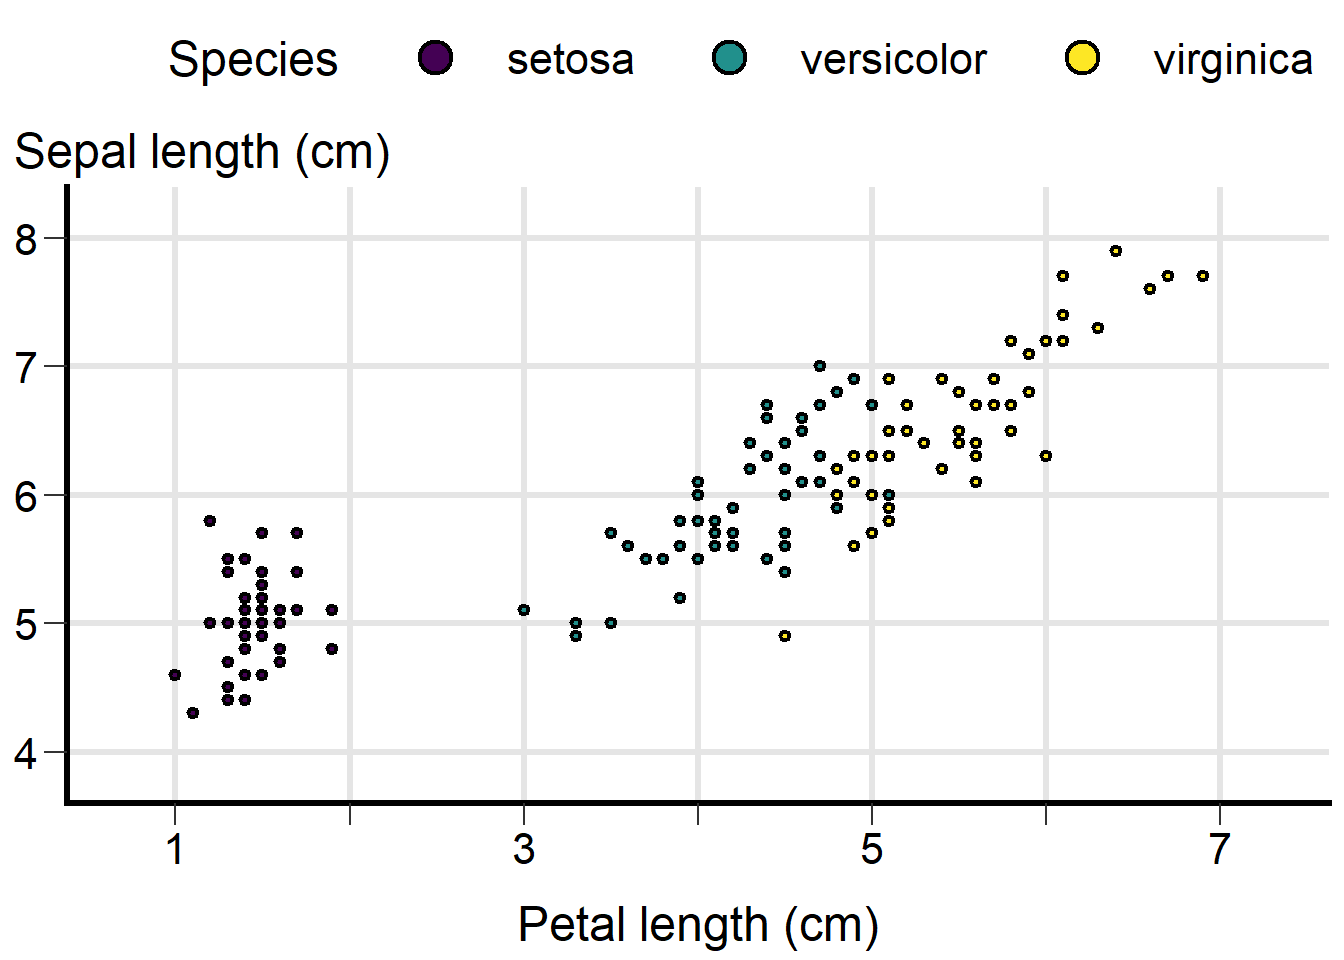 Species setosa versicolor virginica
Sepal length (cm)
8
7
6
5
4
1 3 5 7
Petal length (cm)